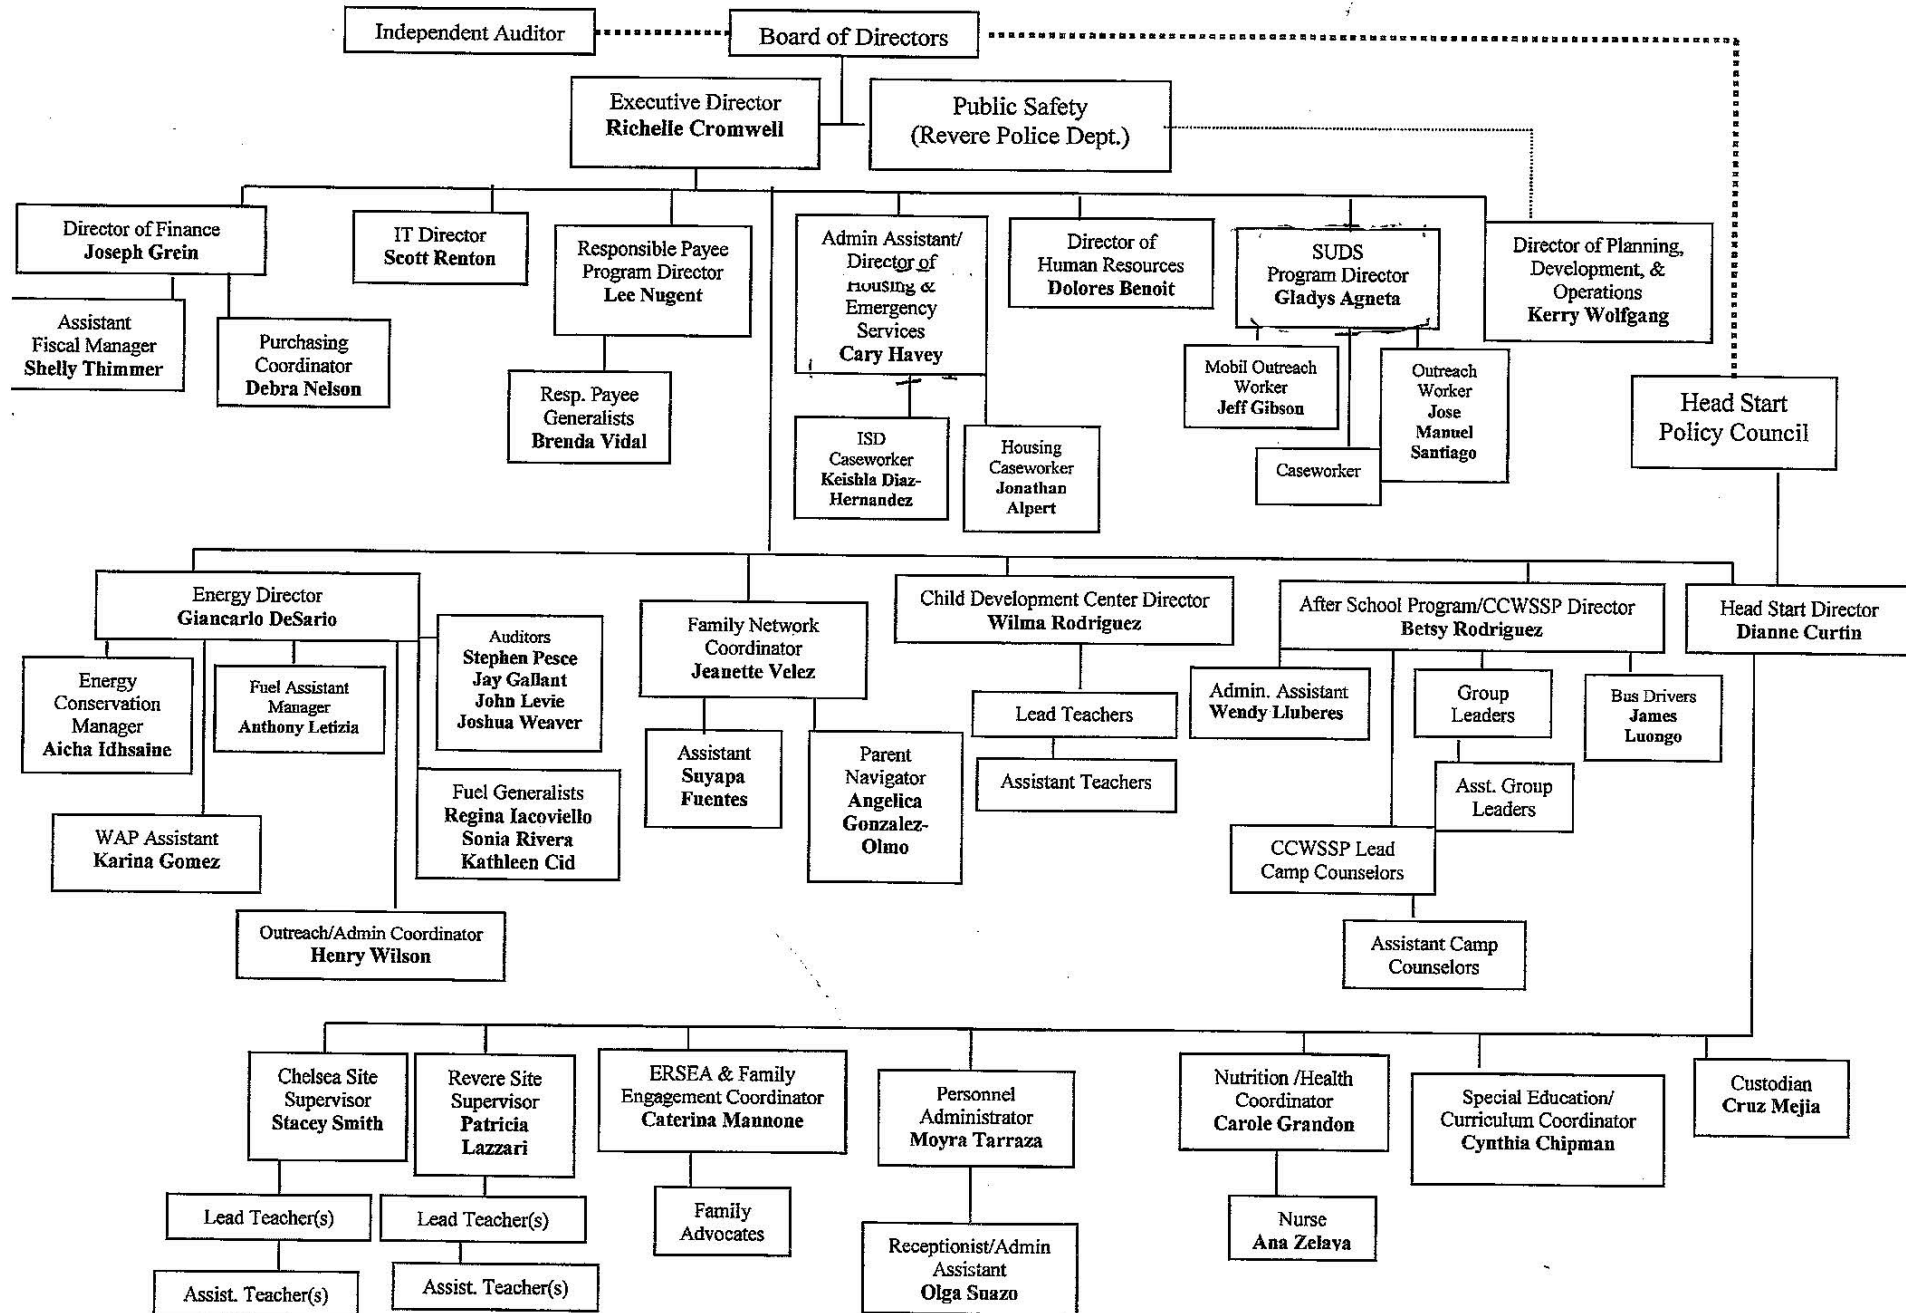 Independent Auditor
Board of Directors
Executive Director
Richelle Cromwell
Public Safety
(Revere Police Dept.)
Director of Finance
Joseph Grein
IT Director
Scott Renton
Responsible Payee
Program Director
Lee Nugent
Admin Assistant/
Director of
Housing &
Emergency
Services
Cary Havey
Director of
Human Resources
Dolores Benoit
SUDS
Program Director
Gladys Agneta
Director of Planning,
Development, &
Operations
Kerry Wolfgang
Assistant
Fiscal Manager
Shelly Thimmer
Purchasing
Coordinator
Debra Nelson
Resp. Payee
Generalists
Brenda Vidal
ISD
Caseworker
Keishla Diaz-
Hernandez
Housing
Caseworker
Jonathan
Alpert
Mobil Outreach
Worker
Jeff Gibson
Caseworker
Outreach
Worker
Jose
Manuel
Santiago
Head Start
Policy Council
Energy Director
Giancarlo DeSario
Auditors
Stephen Pesce
Jay Gallant
John Levie
Joshua Weaver
Family Network
Coordinator
Jeanette Velez
Child Development Center Director
Wilma Rodriguez
After School Program/CCWSSP Director
Betsy Rodriguez
Head Start Director
Dianne Curtin
Energy
Conservation
Manager
Aicha Idhsaine
Fuel Assistant
Manager
Anthony Letizia
Fuel Generalists
Regina Iacoviello
Sonia Rivera
Kathleen Cid
WAP Assistant
Karina Gomez
Outreach/Admin Coordinator
Henry Wilson
Assistant
Suyapa
Fuentes
Parent
Navigator
Angelica
Gonzalez-
Olmo
Lead Teachers
Assistant Teachers
Admin. Assistant
Wendy Lluberes
Group
Leaders
Bus Drivers
James
Luongo
Asst. Group
Leaders
CCWSSP Lead
Camp Counselors
Assistant Camp
Counselors
Chelsea Site
Supervisor
Stacey Smith
Revere Site
Supervisor
Patricia
Lazzari
ERSEA & Family
Engagement Coordinator
Caterina Mannone
Personnel
Administrator
Moyra Tarraza
Nutrition /Health
Coordinator
Carole Grandon
Special Education/
Curriculum Coordinator
Cynthia Chipman
Custodian
Cruz Mejia
Lead Teacher(s)
Lead Teacher(s)
Family
Advocates
Receptionist/Admin
Assistant
Olga Suazo
Nurse
Ana Zelaya
Assist. Teacher(s)
Assist. Teacher(s)